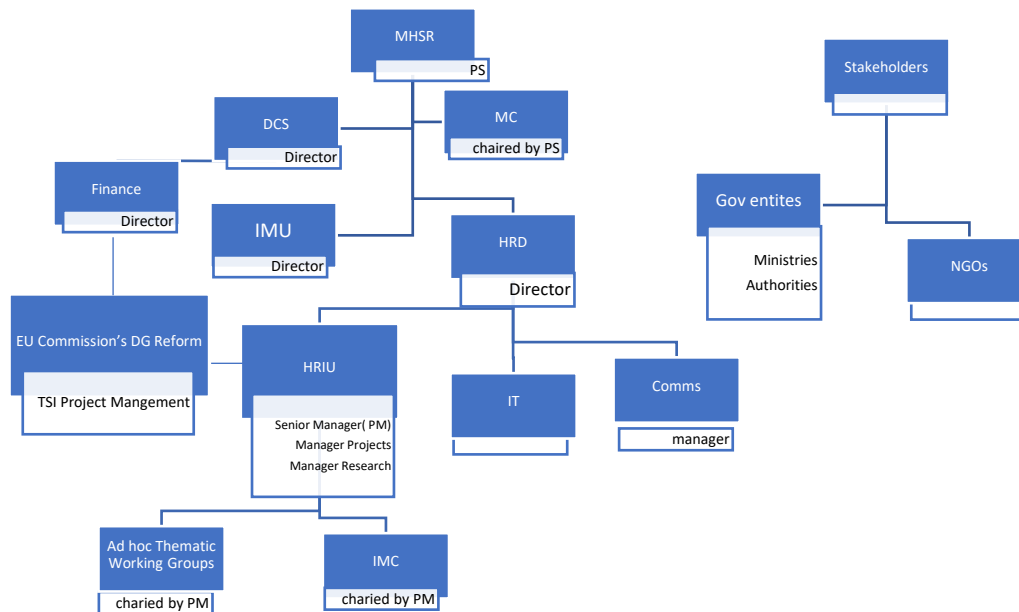 MHSR
PS
Stakeholders
DCS
Director
MC
chaired by PS
Finance
Director
IMU
Director
HRD
Director
Gov entites
Ministries
Authorities
NGOs
EU Commission's DG Reform
TSI Project Mangement
HRIU
Senior Manager( PM)
Manager Projects
Manager Research
IT
Comms
manager
Ad hoc Thematic
Working Groups
charied by PM
IMC
charied by PM